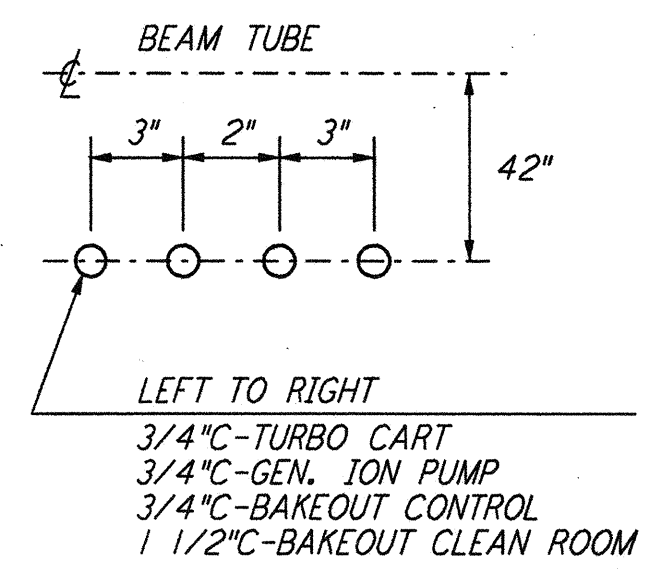 BEAM TUBE
℄
3" 2" 3"
42"
LEFT TO RIGHT
3/4"C-TURBO CART
3/4"C-GEN. ION PUMP
3/4"C-BAKEOUT CONTROL
1 1/2"C-BAKEOUT CLEAN ROOM